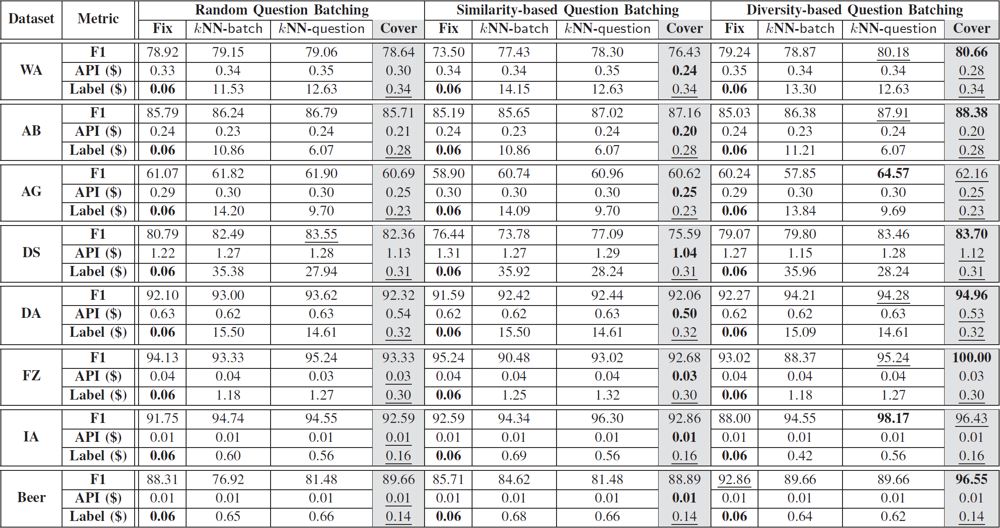 Dataset Metric Random Question Batching Similarity-based Question Batching Diversity-based Question Batching
Fix kNN-batch kNN-question Cover Fix kNN-batch kNN-question Cover Fix kNN-batch kNN-question Cover
WA F1 78.92 79.15 79.06 78.64 73.50 77.43 78.30 76.43 79.24 78.87 80.18 80.66
API ($) 0.33 0.34 0.35 0.30 0.34 0.34 0.35 0.24 0.35 0.34 0.34 0.28
Label ($) 0.06 11.53 12.63 0.34 0.06 14.15 12.63 0.34 0.06 13.30 12.63 0.34
AB F1 85.79 86.24 86.79 85.71 85.19 85.65 87.02 87.16 85.03 86.38 87.91 88.38
API ($) 0.24 0.23 0.24 0.21 0.24 0.23 0.24 0.20 0.24 0.23 0.24 0.20
Label ($) 0.06 10.86 6.07 0.28 0.06 10.86 6.07 0.28 0.06 11.21 6.07 0.28
AG F1 61.07 61.82 61.90 60.69 58.90 60.74 60.96 60.62 60.24 57.85 64.57 62.16
API ($) 0.29 0.30 0.30 0.25 0.30 0.30 0.30 0.25 0.29 0.30 0.30 0.25
Label ($) 0.06 14.20 9.70 0.23 0.06 14.09 9.70 0.23 0.06 13.84 9.69 0.23
DS F1 80.79 82.49 83.55 82.36 76.44 73.78 77.09 75.59 79.07 79.80 83.46 83.70
API ($) 1.22 1.27 1.28 1.13 1.31 1.27 1.29 1.04 1.27 1.15 1.28 1.12
Label ($) 0.06 35.38 27.94 0.31 0.06 35.92 28.24 0.31 0.06 35.96 28.24 0.31
DA F1 92.10 93.00 93.62 92.32 91.59 92.42 92.44 92.06 92.27 94.21 94.28 94.96
API ($) 0.63 0.62 0.63 0.54 0.62 0.62 0.63 0.50 0.62 0.62 0.63 0.53
Label ($) 0.06 15.50 14.61 0.32 0.06 15.50 14.61 0.32 0.06 15.09 14.61 0.32
FZ F1 94.13 93.33 95.24 93.33 95.24 90.48 93.02 92.68 93.02 88.37 95.24 100.00
API ($) 0.04 0.04 0.03 0.03 0.04 0.04 0.04 0.03 0.04 0.04 0.04 0.03
Label ($) 0.06 1.18 1.27 0.30 0.06 1.25 1.32 0.30 0.06 1.18 1.27 0.30
IA F1 91.75 94.74 94.55 92.59 92.59 94.34 96.30 92.86 88.00 94.55 98.17 96.43
API ($) 0.01 0.01 0.01 0.01 0.01 0.01 0.01 0.01 0.01 0.01 0.01 0.01
Label ($) 0.06 0.60 0.56 0.16 0.06 0.69 0.56 0.16 0.06 0.42 0.56 0.16
Beer F1 88.31 76.92 81.48 89.66 85.71 84.62 81.48 88.89 92.86 89.66 89.66 96.55
API ($) 0.01 0.01 0.01 0.01 0.01 0.01 0.01 0.01 0.01 0.01 0.01 0.01
Label ($) 0.06 0.65 0.66 0.14 0.06 0.68 0.66 0.14 0.06 0.64 0.62 0.14